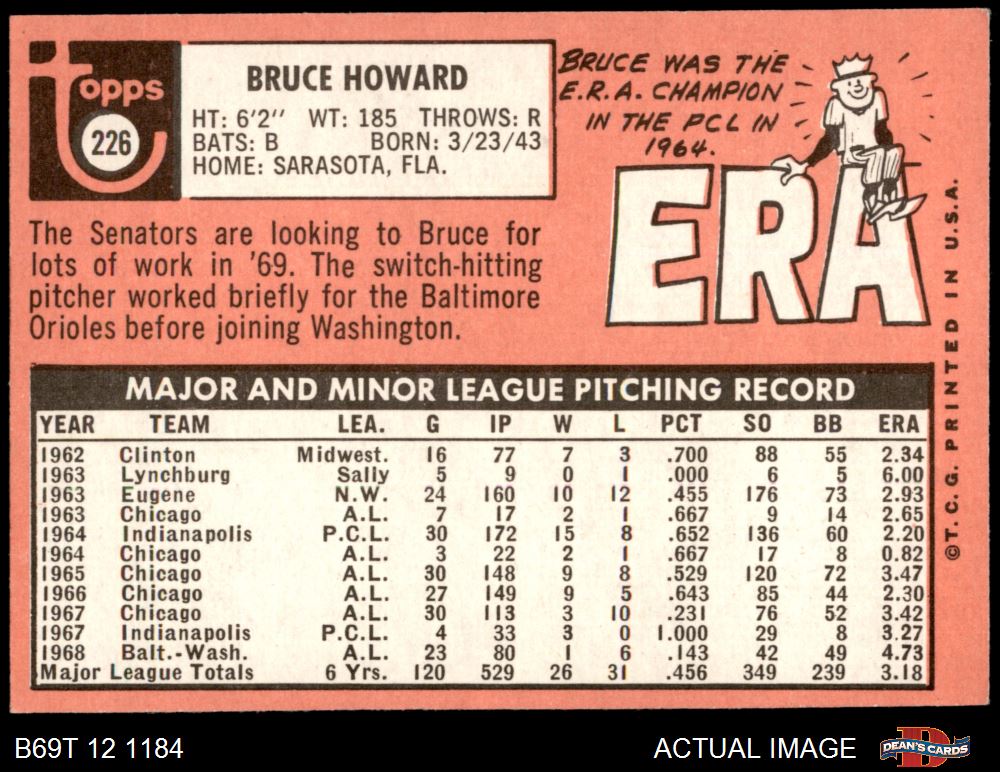 topps
226
BRUCE HOWARD
HT: 6'2" WT: 185 THROWS: R
BATS: B BORN: 3/23/43
HOME: SARASOTA, FLA.
BRUCE WAS THE
E.R.A. CHAMPION
IN THE PCL IN
1964.
ERA
The Senators are looking to Bruce for
lots of work in '69. The switch-hitting
pitcher worked briefly for the Baltimore
Orioles before joining Washington.
MAJOR AND MINOR LEAGUE PITCHING RECORD
YEAR TEAM LEA. G IP W L PCT SO BB ERA
1962 Clinton Midwest. 16 77 7 3 .700 88 55 2.34
1963 Lynchburg Sally 5 9 0 1 .000 6 5 6.00
1963 Eugene N.W. 24 160 10 12 .455 176 73 2.93
1963 Chicago A.L. 7 17 2 1 .667 9 14 2.65
1964 Indianapolis P.C.L. 30 172 15 8 .652 136 60 2.20
1964 Chicago A.L. 3 22 2 1 .667 17 8 0.82
1965 Chicago A.L. 30 148 9 8 .529 120 72 3.47
1966 Chicago A.L. 27 149 9 5 .643 85 44 2.30
1967 Chicago A.L. 30 113 3 10 .231 76 52 3.42
1967 Indianapolis P.C.L. 4 33 3 0 1.000 29 8 3.27
1968 Balt.-Wash. A.L. 23 80 1 6 .143 42 49 4.73
Major League Totals 6 Yrs. 120 529 26 31 .456 349 239 3.18
©T.C.G. PRINTED IN U.S.A.
B69T 12 1184
ACTUAL IMAGE
DEAN'S CARDS